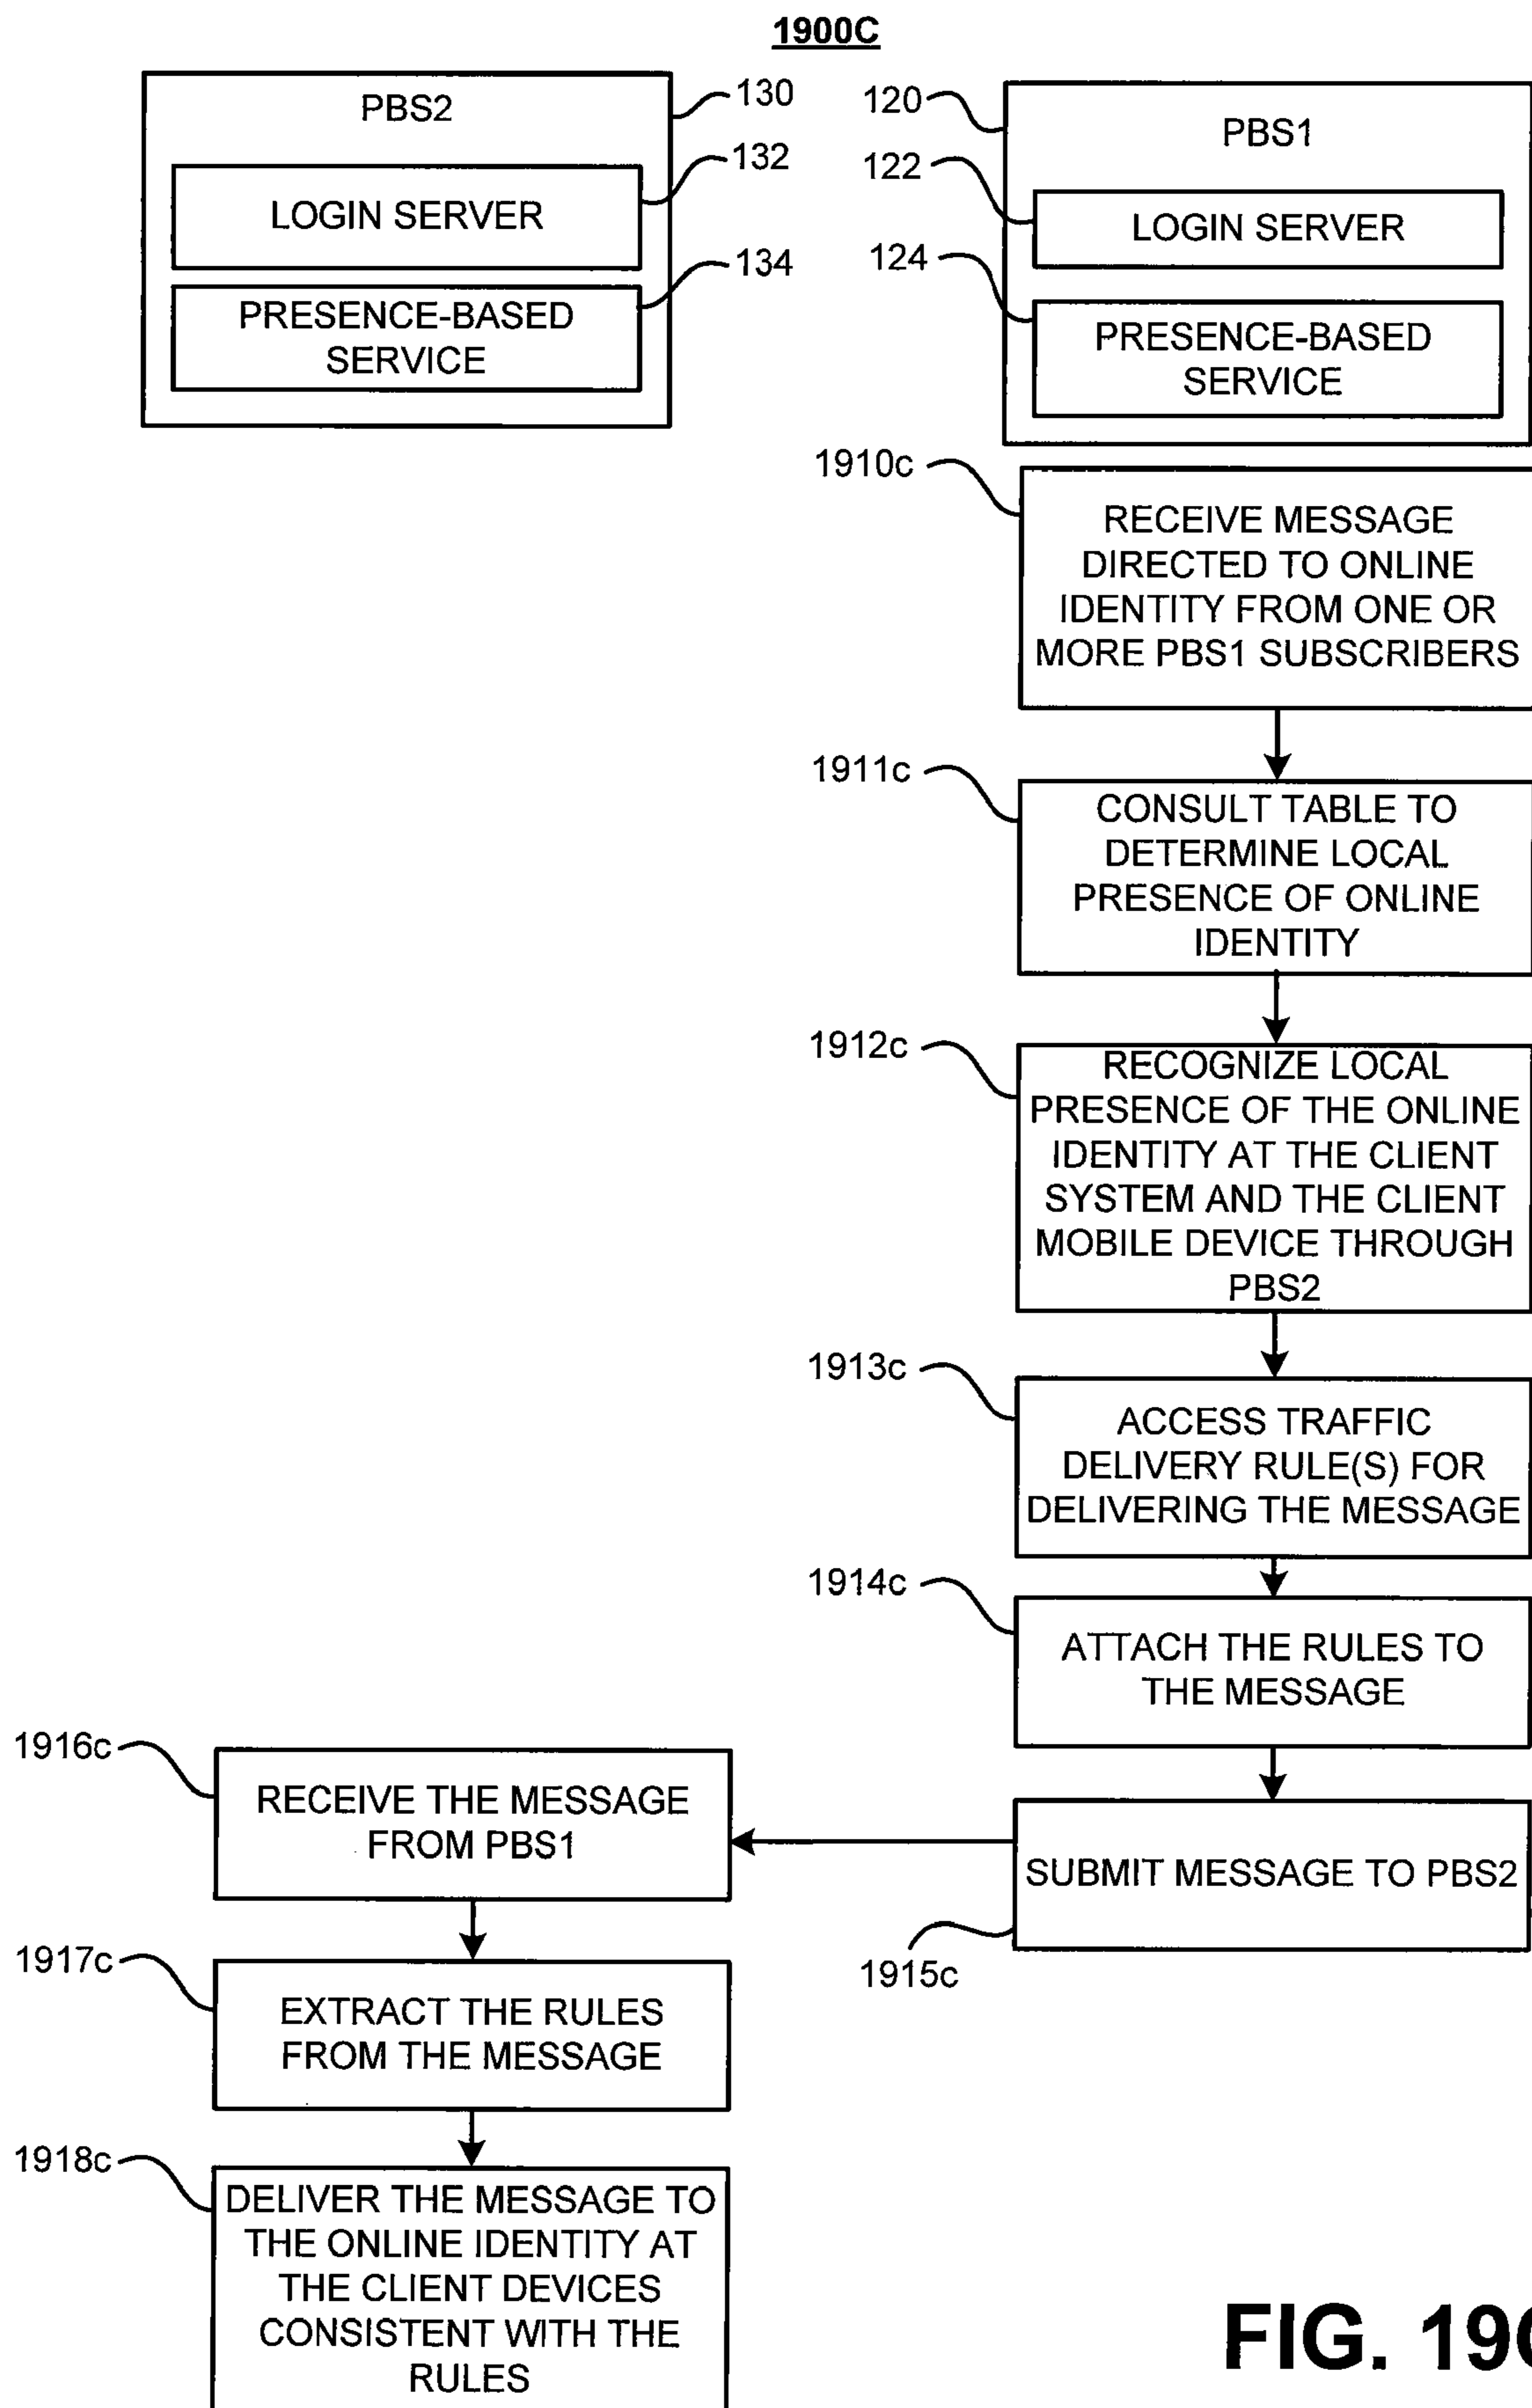 1900C
PBS2
130
LOGIN SERVER
132
PRESENCE-BASED
SERVICE
134
120
PBS1
122
LOGIN SERVER
124
PRESENCE-BASED
SERVICE
1910c
RECEIVE MESSAGE
DIRECTED TO ONLINE
IDENTITY FROM ONE OR
MORE PBS1 SUBSCRIBERS
1911c
CONSULT TABLE TO
DETERMINE LOCAL
PRESENCE OF ONLINE
IDENTITY
1912c
RECOGNIZE LOCAL
PRESENCE OF THE ONLINE
IDENTITY AT THE CLIENT
SYSTEM AND THE CLIENT
MOBILE DEVICE THROUGH
PBS2
1913c
ACCESS TRAFFIC
DELIVERY RULE(S) FOR
DELIVERING THE MESSAGE
1914c
ATTACH THE RULES TO
THE MESSAGE
SUBMIT MESSAGE TO PBS2
1915c
1916c
RECEIVE THE MESSAGE
FROM PBS1
1917c
EXTRACT THE RULES
FROM THE MESSAGE
1918c
DELIVER THE MESSAGE TO
THE ONLINE IDENTITY AT
THE CLIENT DEVICES
CONSISTENT WITH THE
RULES
FIG. 19C